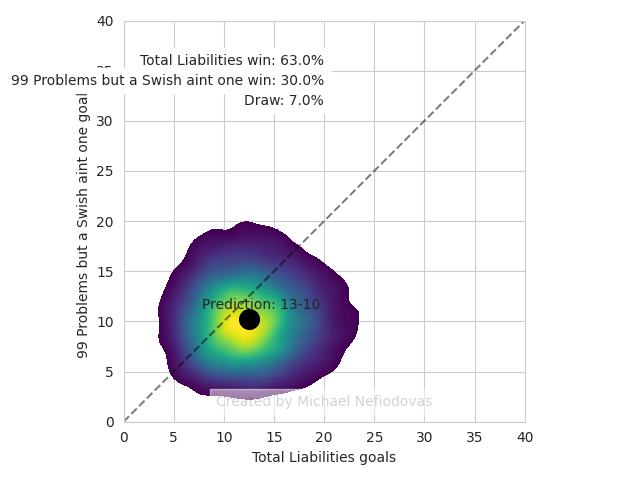 40
Total Liabilities win: 63.0%
99 Problems but a Swish aint one win: 30.0%
Draw: 7.0%
35
30
25
20
15
10
5
0
99 Problems but a Swish aint one goal
Prediction: 13-10
Created by Michael Nefiodovas
0 5 10 15 20 25 30 35 40
Total Liabilities goals